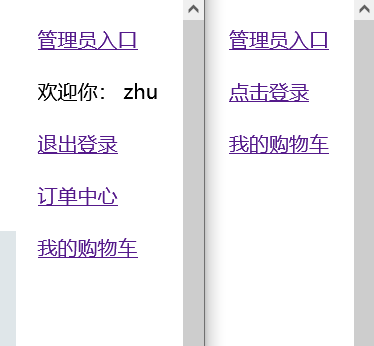 管理员入口
欢迎你： zhu
退出登录
订单中心
我的购物车
管理员入口
点击登录
我的购物车